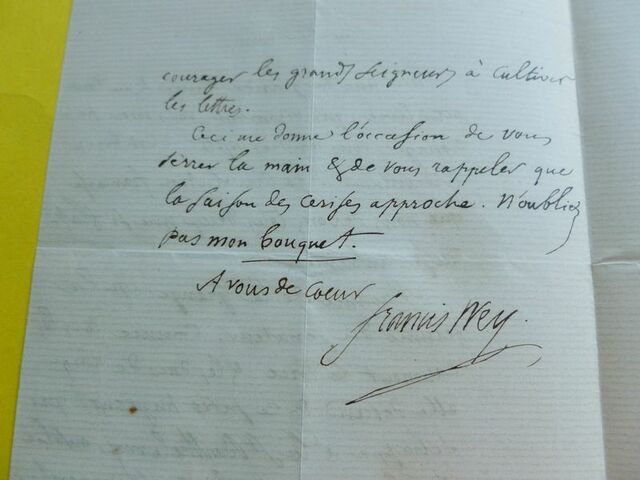 courager les grands seigneurs à cultiver
les lettres.
Ceci me donne l'occasion de vous
serrer la main & de vous rappeler que
la saison des cerises approche. N'oubliez
pas mon bouquet.
A vous de coeur
Francis Wey.